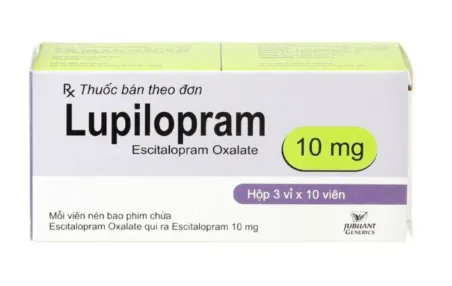 Rx Thuốc bán theo đơn
Lupilopram
Escitalopram Oxalate
10 mg
Hộp 3 vỉ x 10 viên
Mỗi viên nén bao phim chứa
Escitalopram Oxalate qui ra Escitalopram 10 mg
JUBILANT
GENERICS